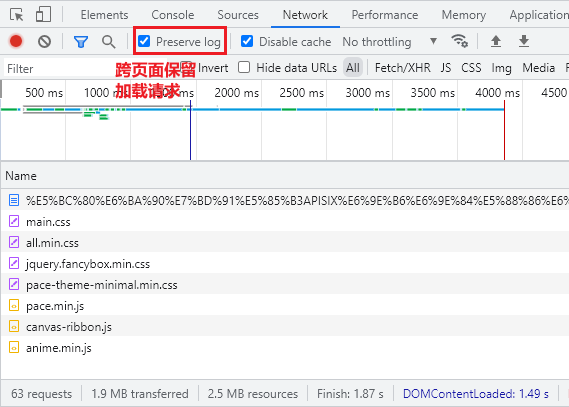 Elements Console Sources Network Performance Memory
Preserve log Disable cache No throttling
Filter Invert Hide data URLs All Fetch/XHR JS CSS Img Media
跨页面保留
加载请求
500 ms 1000 ms 2000 ms 2500 ms 3000 ms 3500 ms 4000 ms 4500
Name
%E5%BC%80%E6%BA%90%E7%BD%91%E5%85%B3APISIX%E6%9E%B6%E6%9E%84%E5%88%86%E6%
main.css
all.min.css
jquery.fancybox.min.css
pace-theme-minimal.min.css
pace.min.js
canvas-ribbon.js
anime.min.js
63 requests 1.9 MB transferred 2.5 MB resources Finish: 1.87 s DOMContentLoaded: 1.49 s